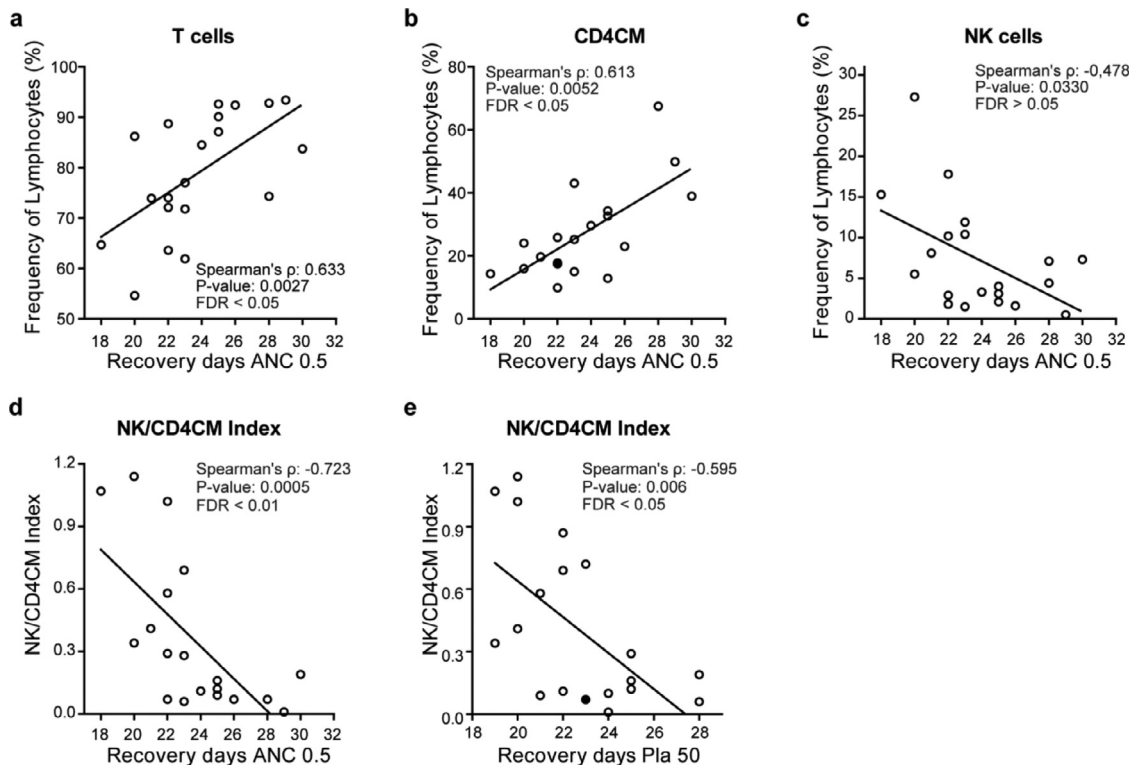 a
T cells
Frequency of Lymphocytes (%)
100
90
80
70
60
50
Spearman's ρ: 0.633
P-value: 0.0027
FDR < 0.05
18 20 22 24 26 28 30 32
Recovery days ANC 0.5
b
CD4CM
Frequency of Lymphocytes (%)
80
60
40
20
0
Spearman's ρ: 0.613
P-value: 0.0052
FDR < 0.05
18 20 22 24 26 28 30 32
Recovery days ANC 0.5
c
NK cells
Frequency of Lymphocytes (%)
30
25
20
15
10
5
0
Spearman's ρ: -0,478
P-value: 0.0330
FDR > 0.05
18 20 22 24 26 28 30 32
Recovery days ANC 0.5
d
NK/CD4CM Index
NK/CD4CM Index
1.2
0.9
0.6
0.3
0.0
Spearman's ρ: -0.723
P-value: 0.0005
FDR < 0.01
18 20 22 24 26 28 30 32
Recovery days ANC 0.5
e
NK/CD4CM Index
NK/CD4CM Index
1.2
0.9
0.6
0.3
0.0
Spearman's ρ: -0.595
P-value: 0.006
FDR < 0.05
18 20 22 24 26 28
Recovery days Pla 50